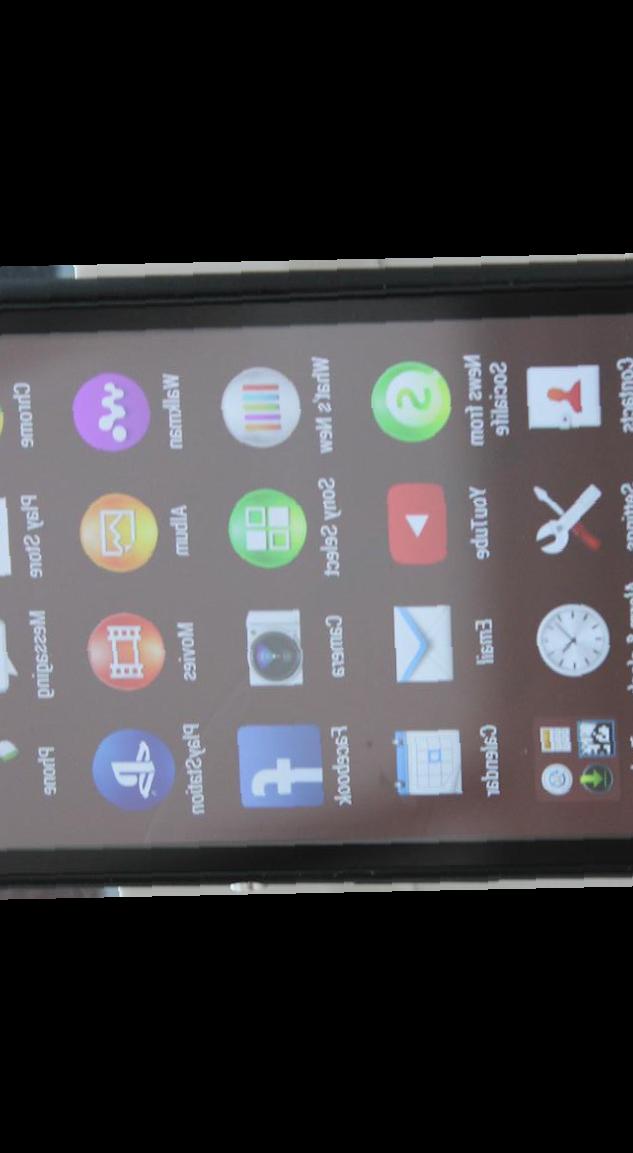 Chrome
Play Store
Messaging
Phone
Walkman
Album
Movies
PlayStation
What's New
Sony Select
Camera
Facebook
News from
Socialife
YouTube
Email
Calendar
Contacts
Settings